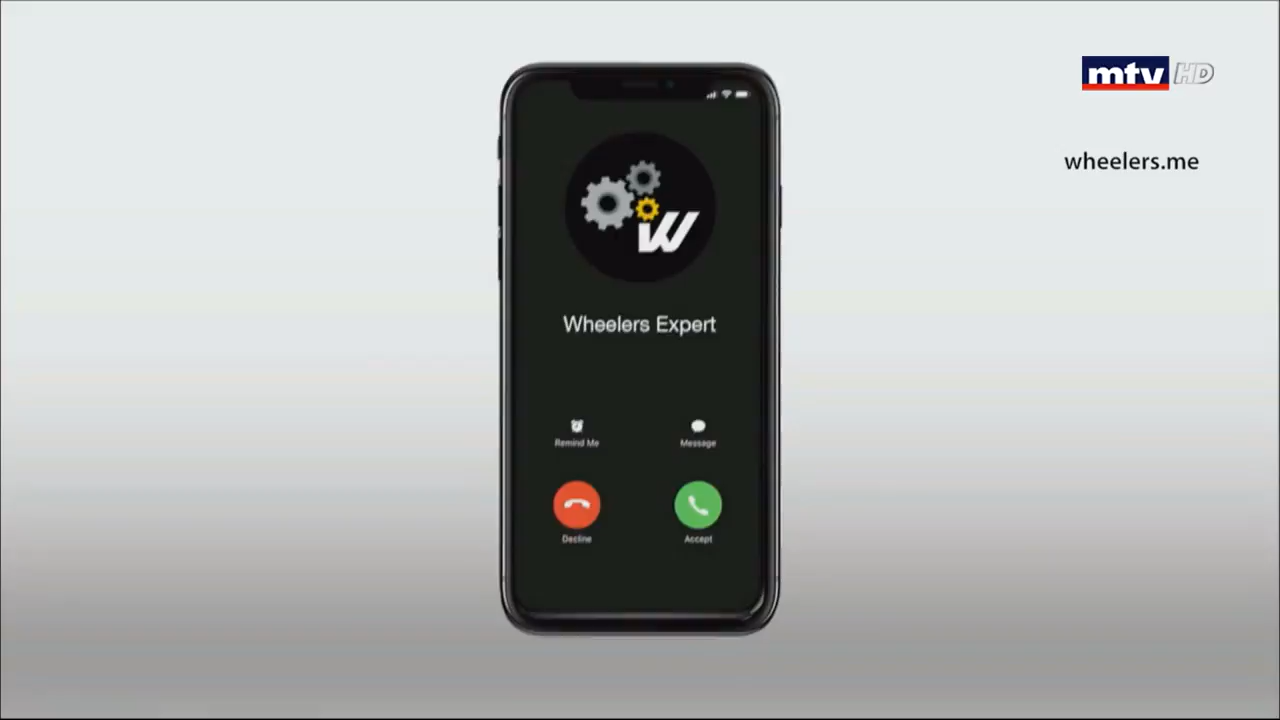 mtv HD
wheelers.me
W
Wheelers Expert
Remind Me
Message
Decline
Accept